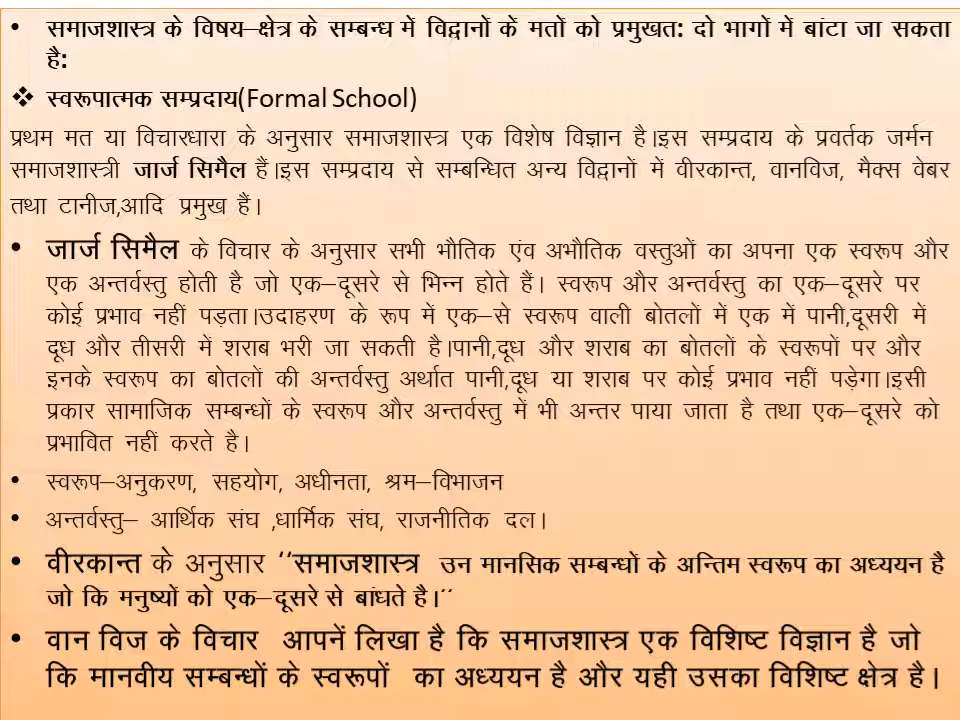 • समाजशास्त्र के विषय–क्षेत्र के सम्बन्ध में विद्वानों कें मतों को प्रमुखत: दो भागों में बांटा जा सकता
है:
❖ स्वरूपात्मक सम्प्रदाय(Formal School)
प्रथम मत या विचारधारा के अनुसार समाजशास्त्र एक विशेष विज्ञान है।इस सम्प्रदाय के प्रवर्तक जर्मन
समाजशास्त्री जार्ज सिमैल हैं।इस सम्प्रदाय से सम्बन्धित अन्य विद्वानों में वीरकान्त, वानविज, मैक्स वेबर
तथा टानीज,आदि प्रमुख हैं।
• जार्ज सिमैल के विचार के अनुसार सभी भौतिक एंव अभौतिक वस्तुओं का अपना एक स्वरूप और
एक अन्तर्वस्तु होती है जो एक–दूसरे से भिन्न होते हैं। स्वरूप और अन्तर्वस्तु का एक–दूसरे पर
कोई प्रभाव नहीं पड़ता।उदाहरण के रूप में एक–से स्वरूप वाली बोतलों में एक में पानी,दूसरी में
दूध और तीसरी में शराब भरी जा सकती है।पानी,दूध और शराब का बोतलों के स्वरूपों पर और
इनके स्वरूप का बोतलों की अन्तर्वस्तु अर्थात पानी,दूध या शराब पर कोई प्रभाव नहीं पड़ेगा।इसी
प्रकार सामाजिक सम्बन्धों के स्वरूप और अन्तर्वस्तु में भी अन्तर पाया जाता है तथा एक–दूसरे को
प्रभावित नहीं करते है।
• स्वरूप–अनुकरण, सहयोग, अधीनता, श्रम–विभाजन
• अन्तर्वस्तु– आर्थिक संघ ,धार्मिक संघ, राजनीतिक दल।
• वीरकान्त के अनुसार ‘‘समाजशास्त्र उन मानसिक सम्बन्धों के अन्तिम स्वरूप का अध्ययन है
जो कि मनुष्यों को एक–दूसरे से बांधते है।´´
• वान विज के विचार आपनें लिखा है कि समाजशास्त्र एक विशिष्ट विज्ञान है जो
कि मानवीय सम्बन्धों के स्वरूपों का अध्ययन है और यही उसका विशिष्ट क्षेत्र है।